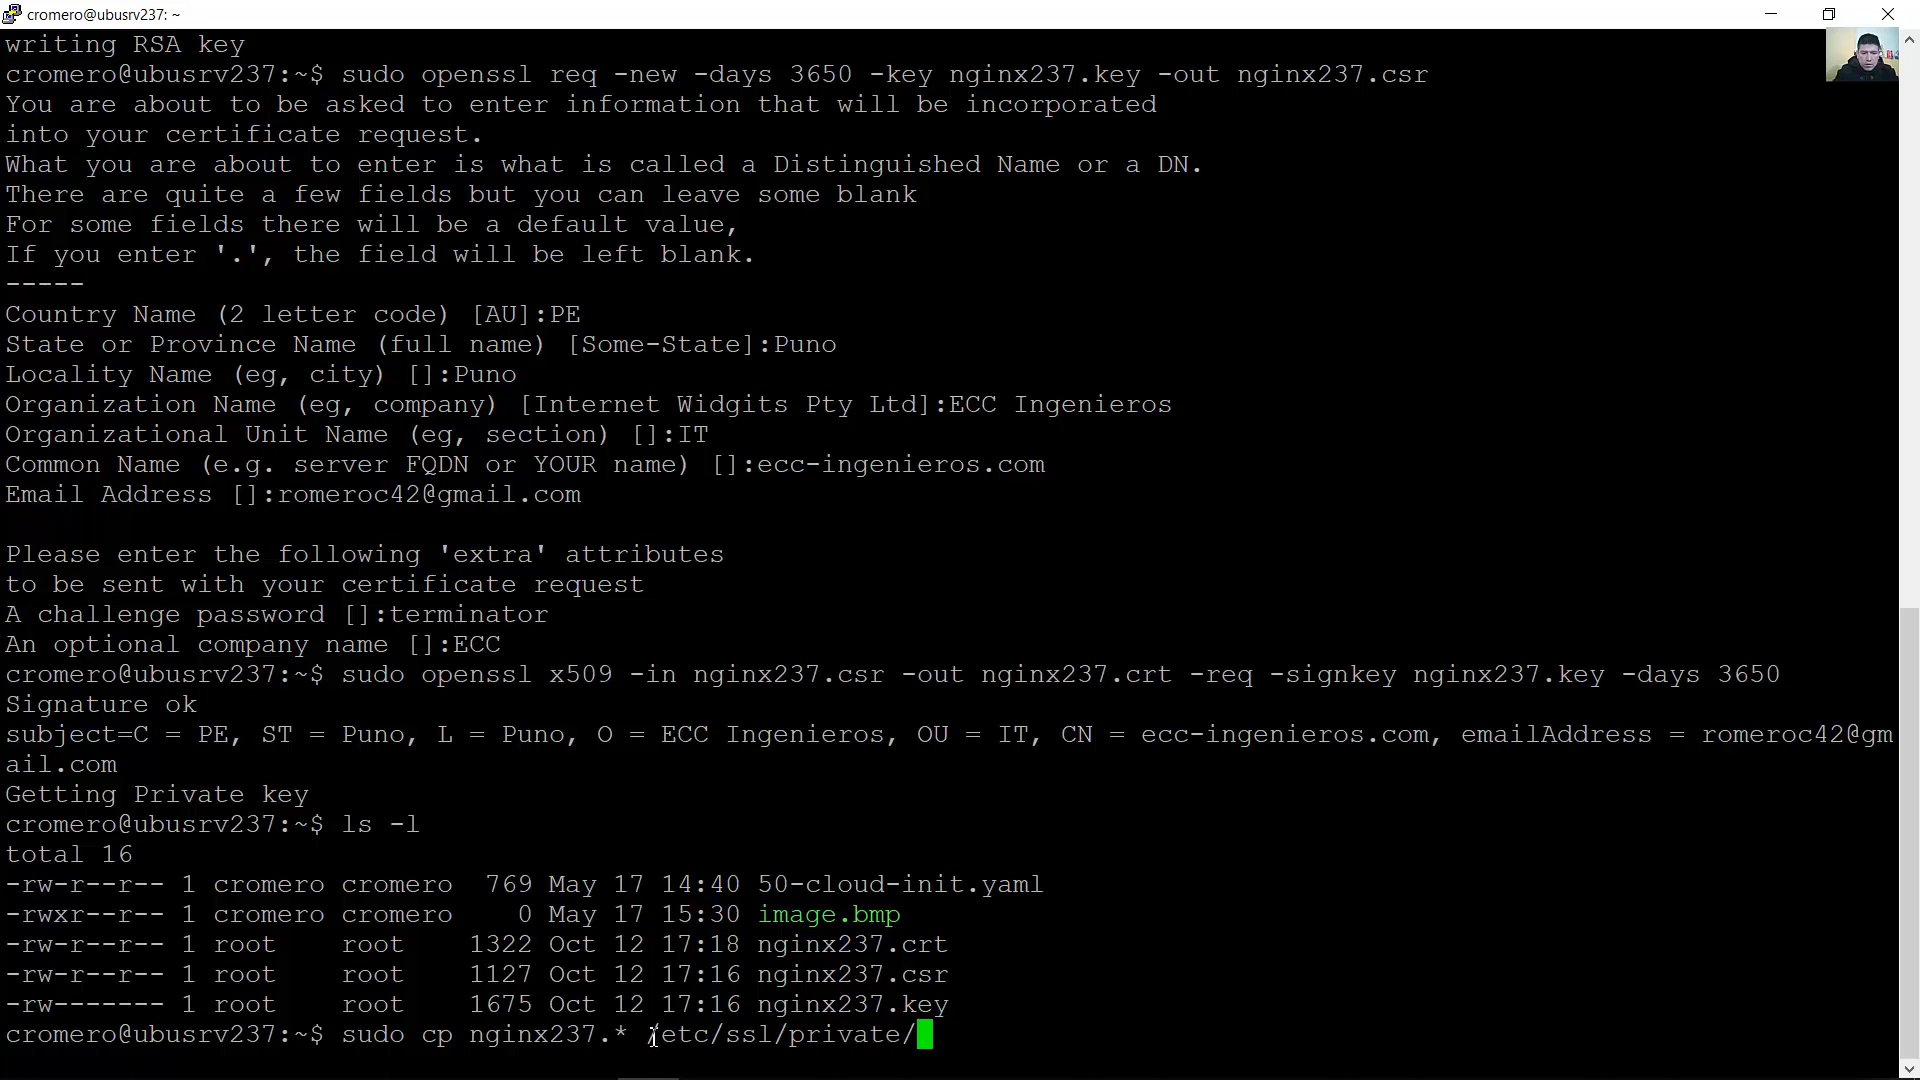 cromero@ubusrv237: ~
writing RSA key
cromero@ubusrv237:~$ sudo openssl req -new -days 3650 -key nginx237.key -out nginx237.csr
You are about to be asked to enter information that will be incorporated
into your certificate request.
What you are about to enter is what is called a Distinguished Name or a DN.
There are quite a few fields but you can leave some blank
For some fields there will be a default value,
If you enter '.', the field will be left blank.
-----
Country Name (2 letter code) [AU]:PE
State or Province Name (full name) [Some-State]:Puno
Locality Name (eg, city) []:Puno
Organization Name (eg, company) [Internet Widgits Pty Ltd]:ECC Ingenieros
Organizational Unit Name (eg, section) []:IT
Common Name (e.g. server FQDN or YOUR name) []:ecc-ingenieros.com
Email Address []:romeroc42@gmail.com
Please enter the following 'extra' attributes
to be sent with your certificate request
A challenge password []:terminator
An optional company name []:ECC
cromero@ubusrv237:~$ sudo openssl x509 -in nginx237.csr -out nginx237.crt -req -signkey nginx237.key -days 3650
Signature ok
subject=C = PE, ST = Puno, L = Puno, O = ECC Ingenieros, OU = IT, CN = ecc-ingenieros.com, emailAddress = romeroc42@gm
ail.com
Getting Private key
cromero@ubusrv237:~$ ls -l
total 16
-rw-r--r-- 1 cromero cromero  769 May 17 14:40 50-cloud-init.yaml
-rwxr--r-- 1 cromero cromero    0 May 17 15:30 image.bmp
-rw-r--r-- 1 root    root    1322 Oct 12 17:18 nginx237.crt
-rw-r--r-- 1 root    root    1127 Oct 12 17:16 nginx237.csr
-rw------- 1 root    root    1675 Oct 12 17:16 nginx237.key
cromero@ubusrv237:~$ sudo cp nginx237.* /etc/ssl/private/